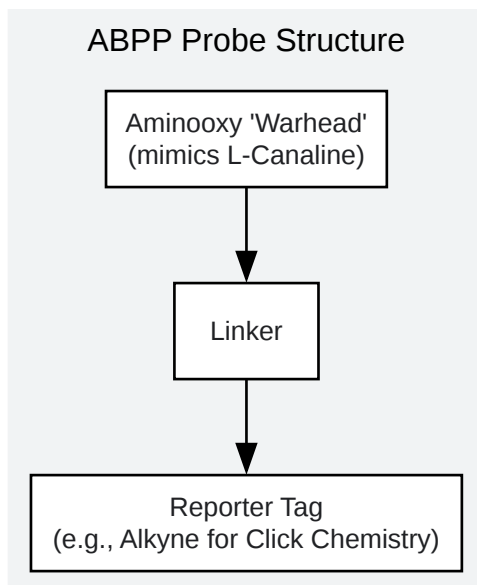 ABPP Probe Structure
Aminooxy 'Warhead'
(mimics L-Canaline)
Linker
Reporter Tag
(e.g., Alkyne for Click Chemistry)